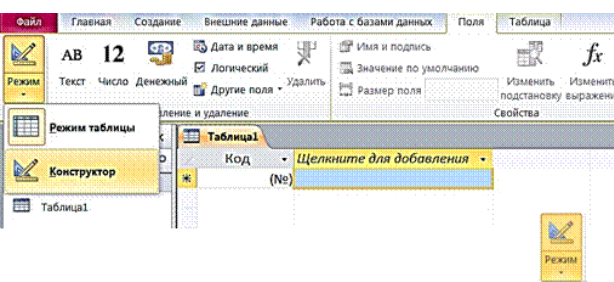 Файл Главная Создание Внешние данные Работа с базами данных Поля Таблица
Режим
АВ Текст
12 Число
Денежный
Дата и время
Логический
Другие поля
Удалить
Имя и подпись
Значение по умолчанию
Размер поля
Изменить подстановку
Изменить
fx
ление и удаление
Свойства
Режим таблицы
Конструктор
Таблица1
Таблица1
Код Щелкните для добавления
(№)
Режим